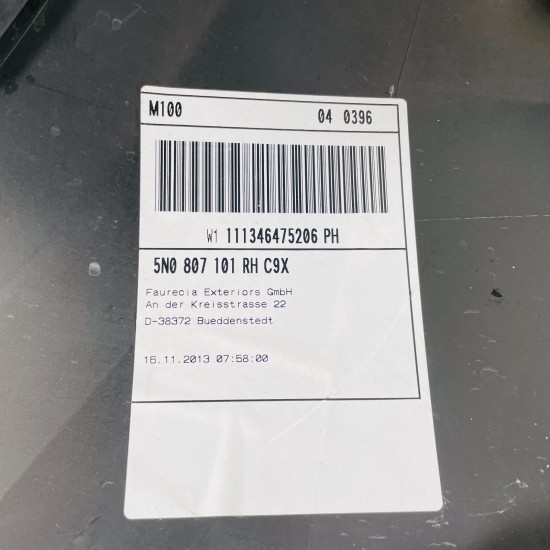 M100 04 0396
W1 111346475206 PH
5N0 807 101 RH C9X
Faurecia Exteriors GmbH
An der Kreisstrasse 22
D-38372 Bueddenstedt
16.11.2013 07:58:00